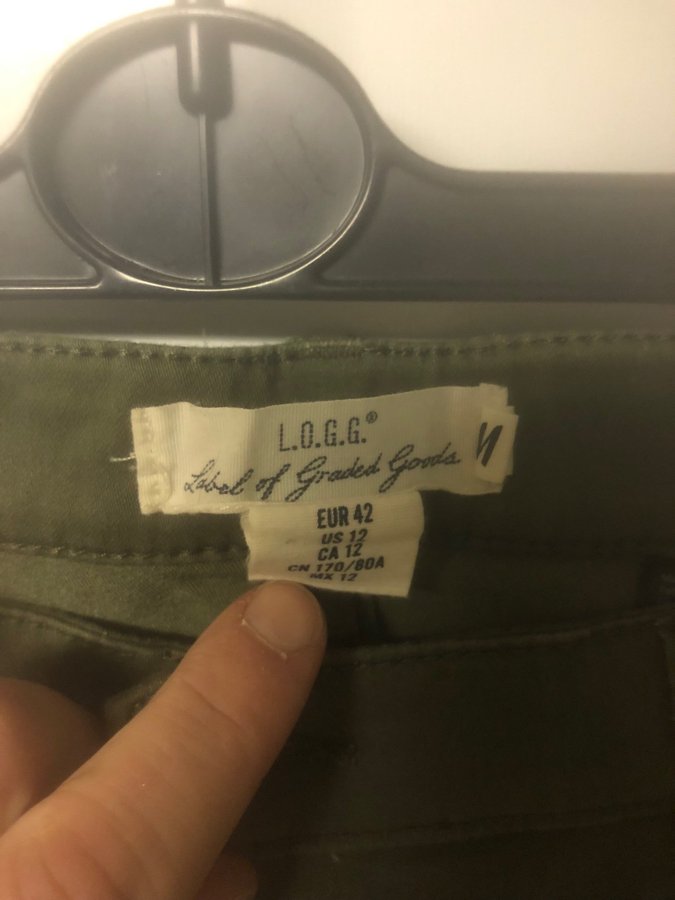 L.O.G.G.®
Label of Graded Goods
EUR 42
US 12
CA 12
CN 170/80A
MX 12